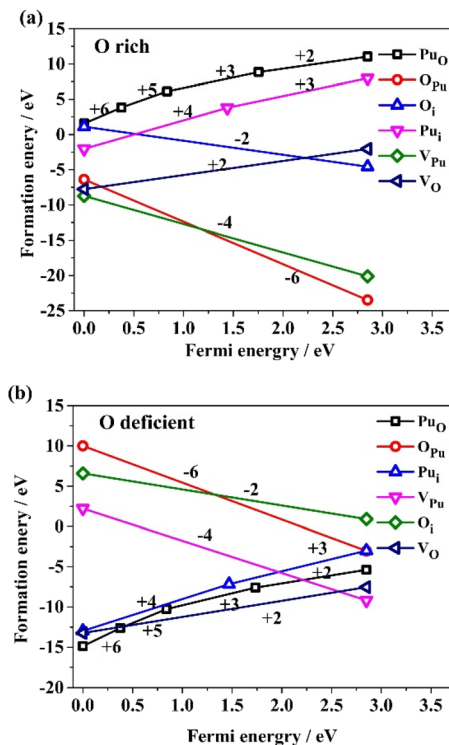 (a)
O rich
Formation enery / eV
15
10
5
0
-5
-10
-15
-20
-25
+6
+5
+3
+2
+4
+3
-2
+2
-4
-6
Pu_O
O_Pu
O_i
Pu_i
V_Pu
V_O
0.0 0.5 1.0 1.5 2.0 2.5 3.0 3.5
Fermi energry / eV
(b)
O deficient
Formation enery / eV
15
10
5
0
-5
-10
-15
-20
-6
-2
-4
+3
+2
+4
+3
+5
+2
+6
Pu_O
O_Pu
Pu_i
V_Pu
O_i
V_O
0.0 0.5 1.0 1.5 2.0 2.5 3.0 3.5
Fermi energry / eV